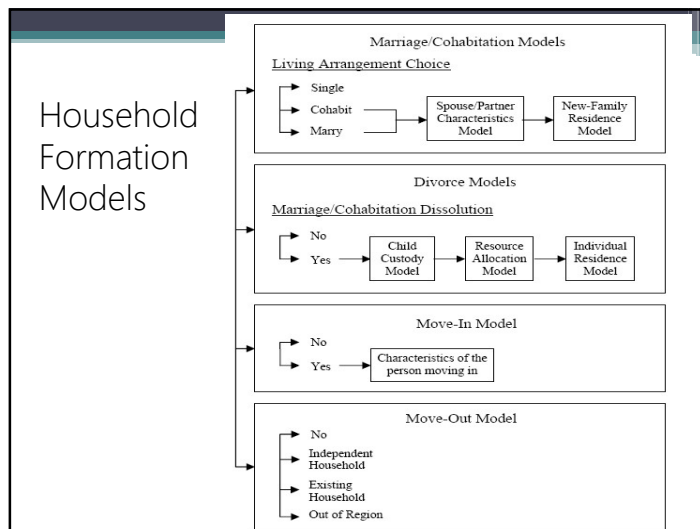 Household
Formation
Models
Marriage/Cohabitation Models
Living Arrangement Choice
Single
Cohabit
Marry
Spouse/Partner
Characteristics
Model
New-Family
Residence
Model
Divorce Models
Marriage/Cohabitation Dissolution
No
Yes
Child
Custody
Model
Resource
Allocation
Model
Individual
Residence
Model
Move-In Model
No
Yes
Characteristics of the
person moving in
Move-Out Model
No
Independent
Household
Existing
Household
Out of Region